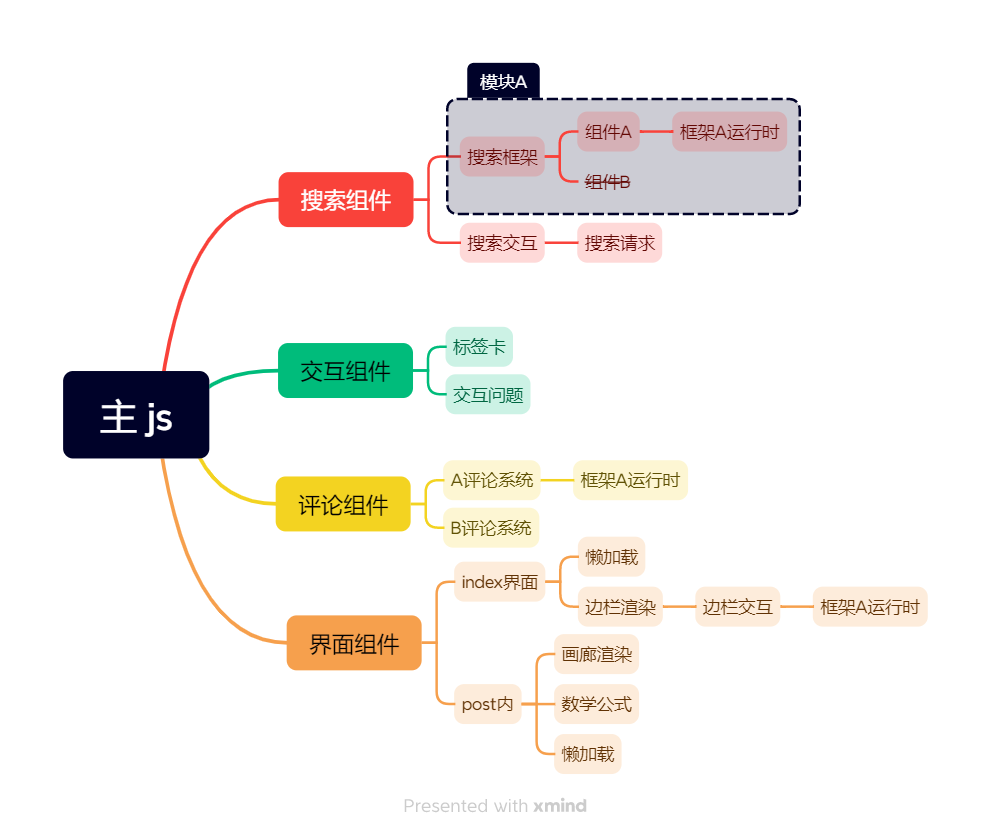 模块A
搜索组件
搜索框架
组件A
框架A运行时
组件B
搜索交互
搜索请求
主 js
交互组件
标签卡
交互问题
评论组件
A评论系统
框架A运行时
B评论系统
界面组件
index界面
懒加载
边栏渲染
边栏交互
框架A运行时
post内
画廊渲染
数学公式
懒加载
Presented with xmind